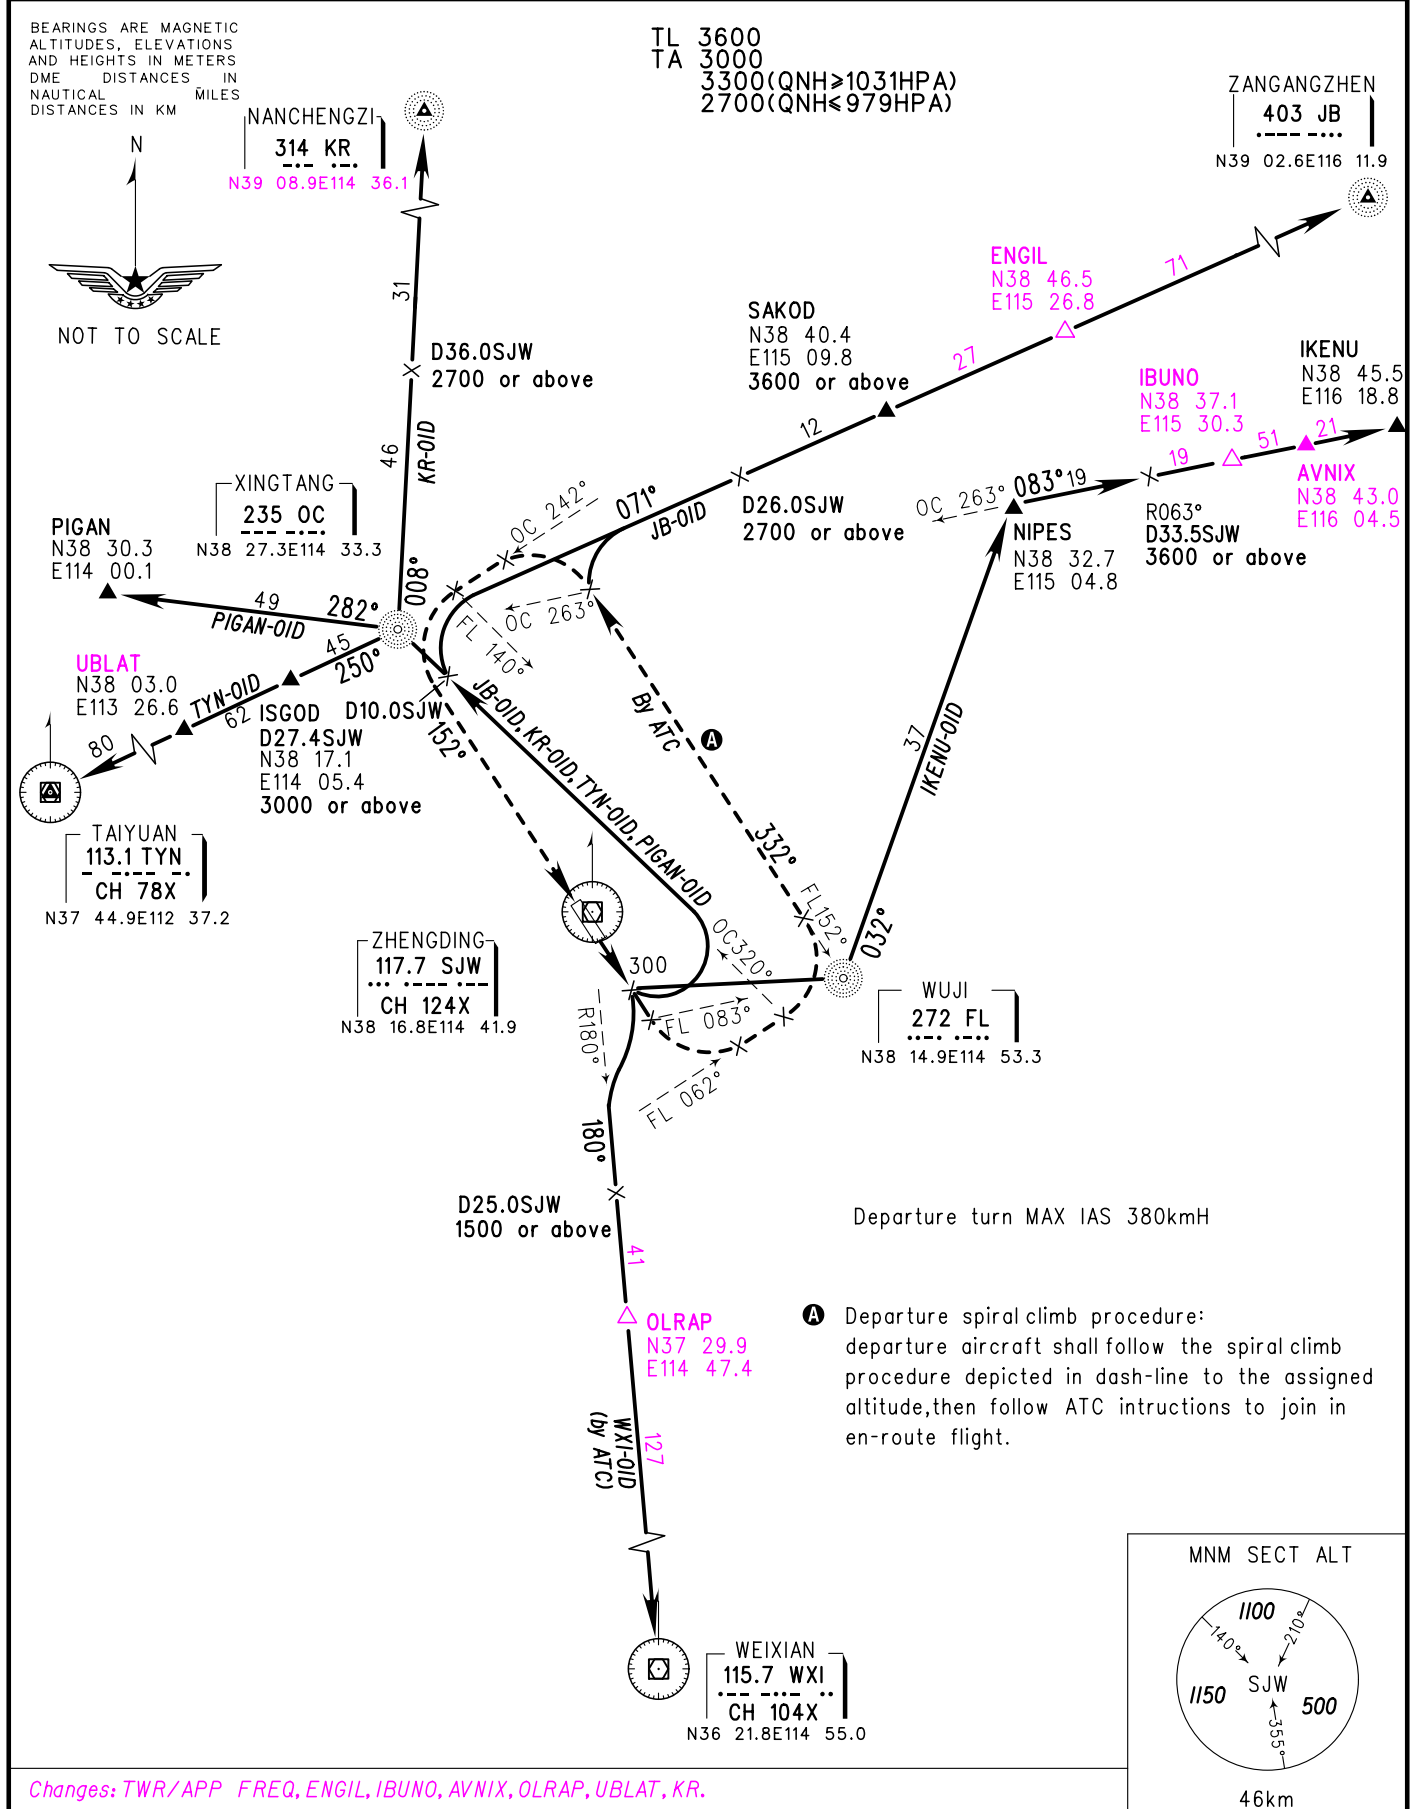 BEARINGS ARE MAGNETIC
ALTITUDES, ELEVATIONS
AND HEIGHTS IN METERS
DME DISTANCES IN
NAUTICAL MILES
DISTANCES IN KM
N
NOT TO SCALE
TL 3600
TA 3000
3300(QNH≥1031HPA)
2700(QNH≤979HPA)
NANCHENGZI
314 KR
N39 08.9E114 36.1
ZANGANGZHEN
403 JB
N39 02.6E116 11.9
31
D36.0SJW
2700 or above
46
KR-01D
008°
ENGIL
N38 46.5
E115 26.8
71
27
SAKOD
N38 40.4
E115 09.8
3600 or above
12
D26.0SJW
2700 or above
071°
JB-01D
IKENU
N38 45.5
E116 18.8
IBUNO
N38 37.1
E115 30.3
19
51
21
AVNIX
N38 43.0
E116 04.5
OC 263°
083°
19
R063°
D33.5SJW
3600 or above
NIPES
N38 32.7
E115 04.8
XINGTANG
235 OC
N38 27.3E114 33.3
OC 242°
OC 263°
FL 140°
PIGAN
N38 30.3
E114 00.1
49
282°
PIGAN-01D
45
250°
UBLAT
N38 03.0
E113 26.6
TYN-01D
62
80
ISGOD
D27.4SJW
N38 17.1
E114 05.4
3000 or above
D10.0SJW
152°
JB-01D, KR-01D, TYN-01D, PIGAN-01D
By ATC
A
332°
37
IKENU-01D
032°
FL152°
TAIYUAN
113.1 TYN
CH 78X
N37 44.9E112 37.2
ZHENGDING
117.7 SJW
CH 124X
N38 16.8E114 41.9
300
OC320°
FL 083°
FL 062°
R180°
WUJI
272 FL
N38 14.9E114 53.3
180°
D25.0SJW
1500 or above
41
OLRAP
N37 29.9
E114 47.4
WXI-01D
(by ATC)
127
Departure turn MAX IAS 380kmH
A Departure spiral climb procedure:
departure aircraft shall follow the spiral climb
procedure depicted in dash-line to the assigned
altitude,then follow ATC intructions to join in
en-route flight.
WEIXIAN
115.7 WXI
CH 104X
N36 21.8E114 55.0
MNM SECT ALT
1100
140°
210°
SJW
1150
500
355°
46km
Changes: TWR/APP FREQ, ENGIL, IBUNO, AVNIX, OLRAP, UBLAT, KR.